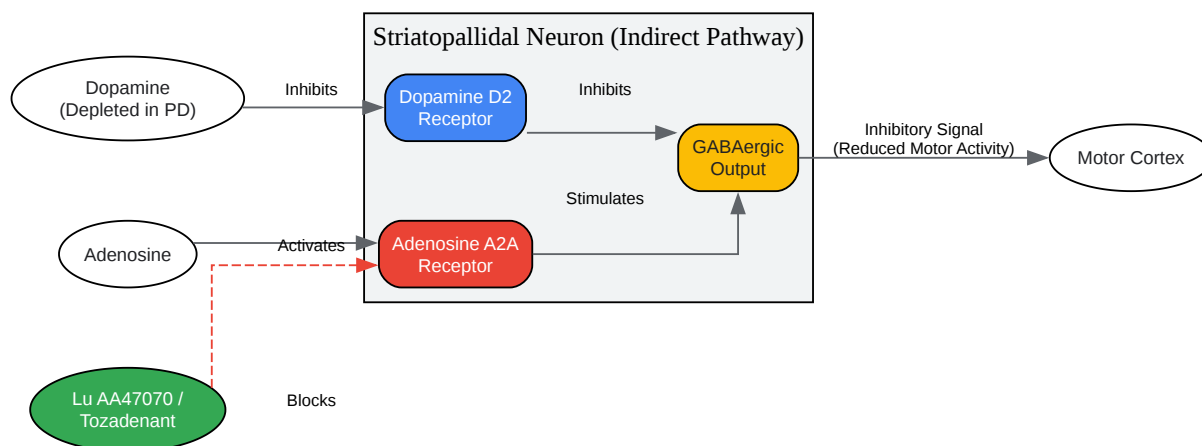 Striatopallidal Neuron (Indirect Pathway)
Dopamine
(Depleted in PD)
Inhibits
Dopamine D2
Receptor
Inhibits
GABAergic
Output
Inhibitory Signal
(Reduced Motor Activity)
Motor Cortex
Stimulates
Adenosine
Activates
Adenosine A2A
Receptor
Lu AA47070 /
Tozadenant
Blocks